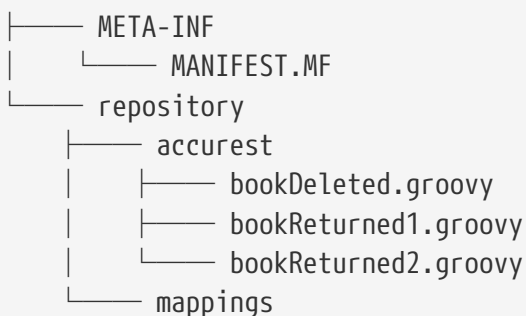 ├── META-INF
│   └── MANIFEST.MF
└── repository
    ├── accurest
    │   ├── bookDeleted.groovy
    │   ├── bookReturned1.groovy
    │   └── bookReturned2.groovy
    └── mappings